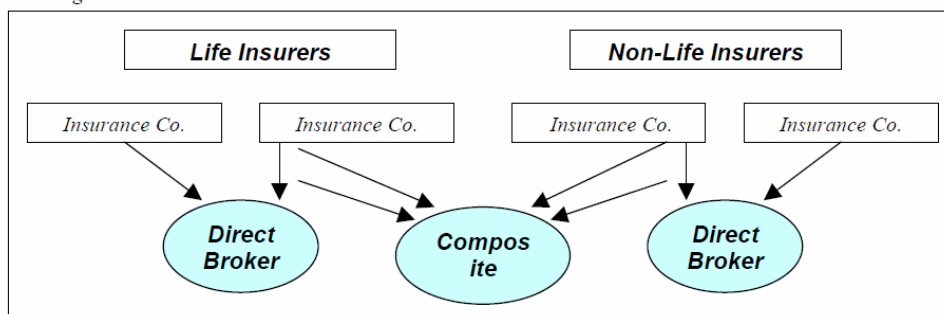 Life Insurers
Non-Life Insurers
Insurance Co.
Insurance Co.
Insurance Co.
Insurance Co.
Direct
Broker
Compos
ite
Direct
Broker